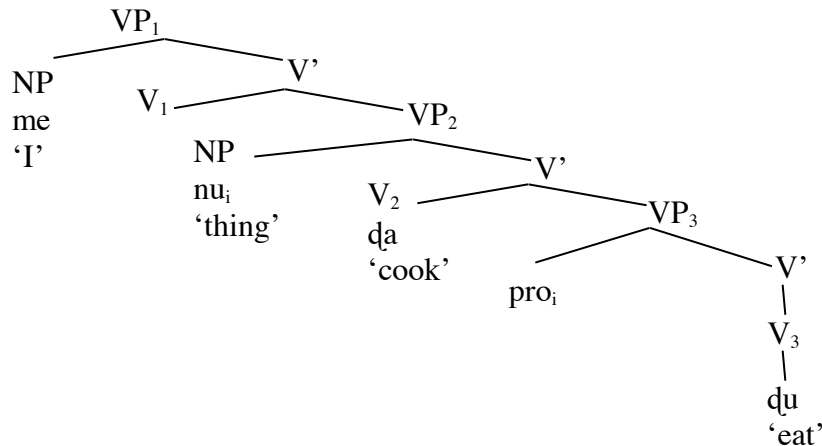 VP₁
V’
NP
me
‘I’
V₁
VP₂
NP
nuᵢ
‘thing’
V’
V₂
ɖa
‘cook’
VP₃
proᵢ
V’
V₃
ɖu
‘eat’